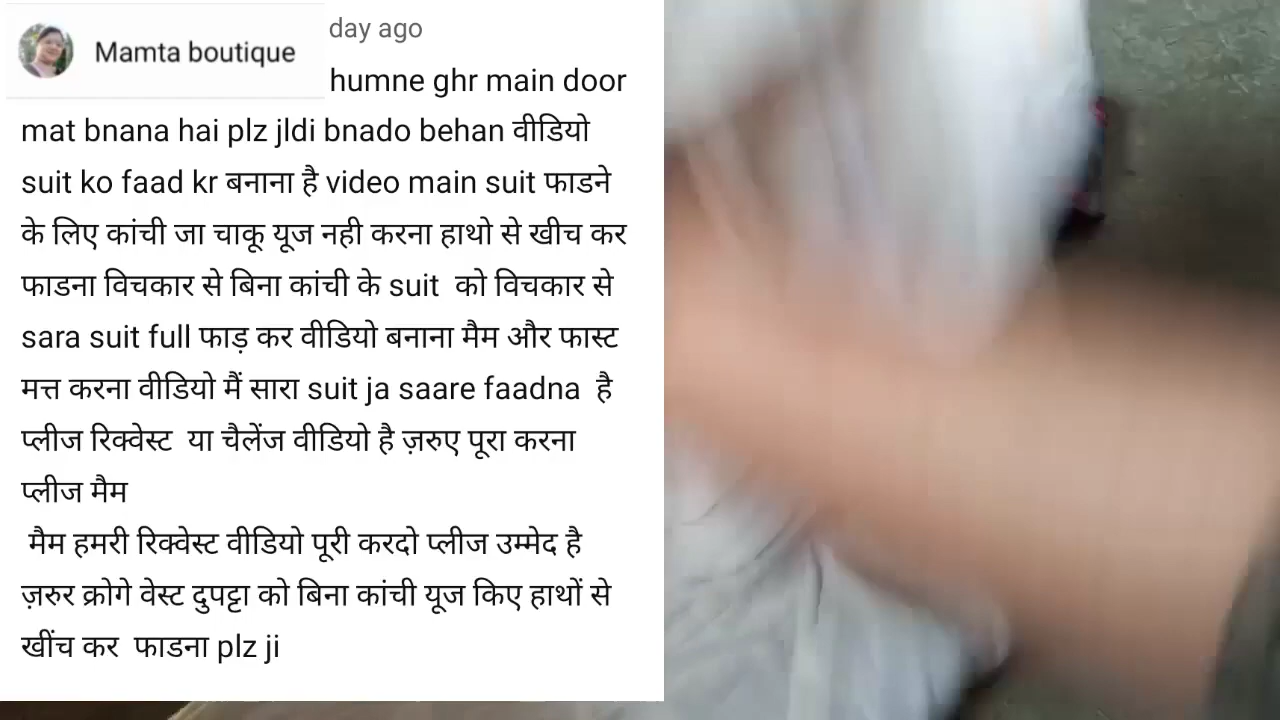 Mamta boutique
day ago
humne ghr main door
mat bnana hai plz jldi bnado behan वीडियो
suit ko faad kr बनाना है video main suit फाडने
के लिए कांची जा चाकू यूज नही करना हाथो से खीच कर
फाडना विचकार से बिना कांची के suit को विचकार से
sara suit full फाड़ कर वीडियो बनाना मैम और फास्ट
मत्त करना वीडियो मैं सारा suit ja saare faadna है
प्लीज रिक्वेस्ट या चैलेंज वीडियो है ज़रुए पूरा करना
प्लीज मैम
मैम हमरी रिक्वेस्ट वीडियो पूरी करदो प्लीज उम्मेद है
ज़रुर क्रोगे वेस्ट दुपट्टा को बिना कांची यूज किए हाथों से
खींच कर फाडना plz ji